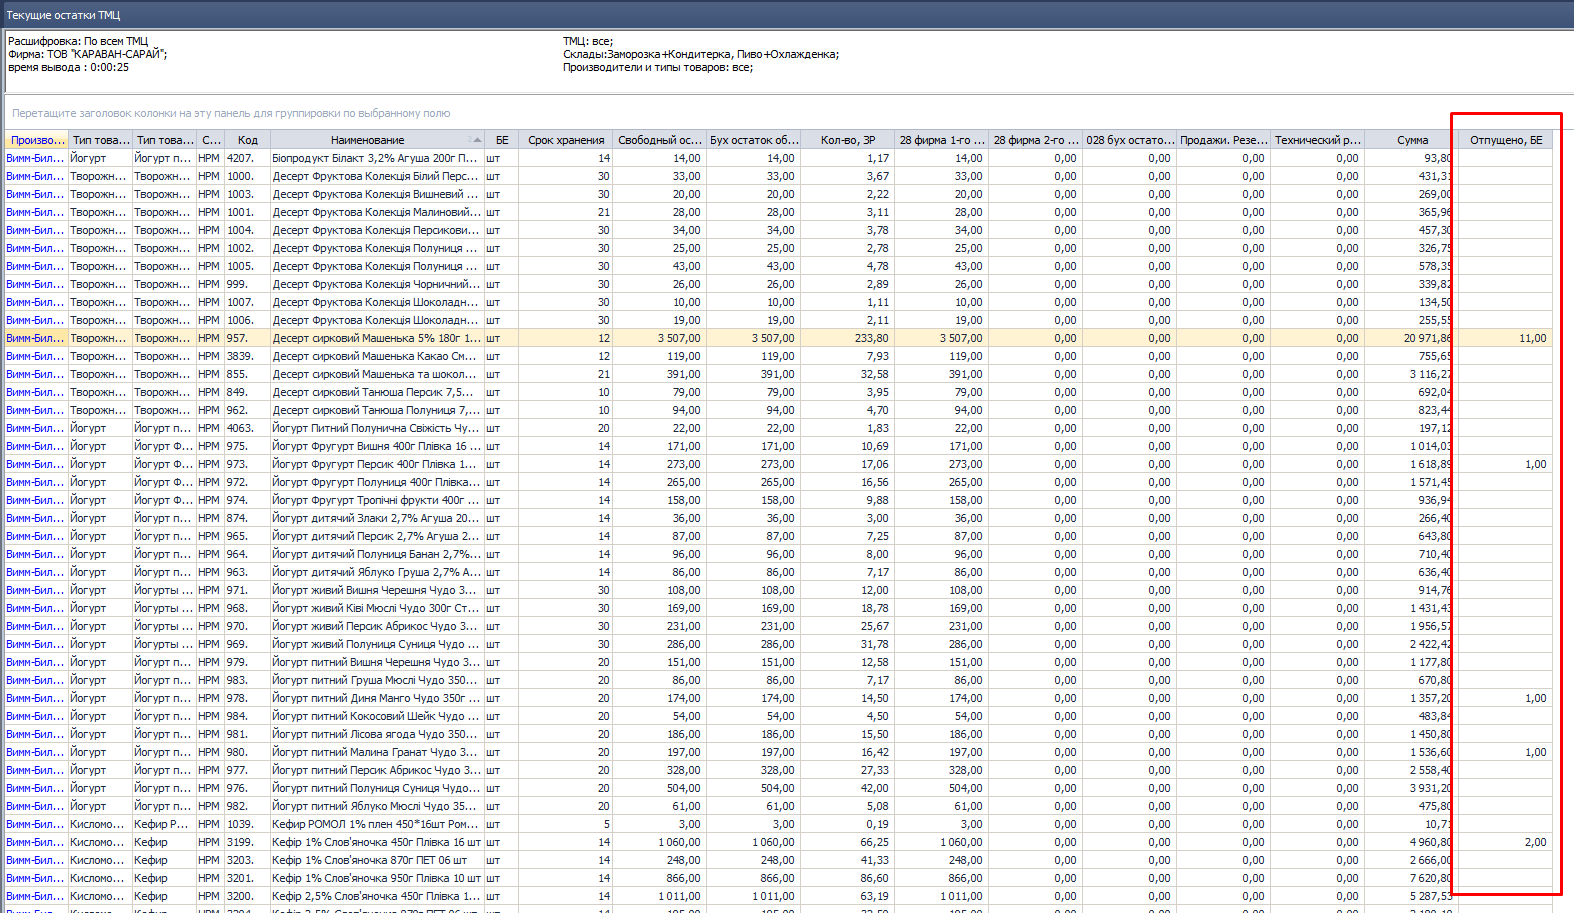 Текущие остатки ТМЦ
Расшифровка: По всем ТМЦ
Фирма: ТОВ "КАРАВАН-САРАЙ";
время вывода : 0:00:25
ТМЦ: все;
Склады:Заморозка+Кондитерка, Пиво+Охлажденка;
Производители и типы товаров: все;
Перетащите заголовок колонки на эту панель для группировки по выбранному полю
Произво... Тип това... Тип това... С... Код Наименование БЕ Срок хранения Свободный ос... Бух остаток об... Кол-во, ЗР 28 фирма 1-го ... 28 фирма 2-го ... 028 бух остато... Продажи. Резе... Технический р... Сумма Отпущено, БЕ
Вимм-Бил... Йогурт Йогурт п... НРМ 4207. Біопродукт Білакт 3,2% Агуша 200г П... шт 14 14,00 14,00 1,17 14,00 0,00 0,00 0,00 0,00 93,80
Вимм-Бил... Творожн... Творожн... НРМ 1000. Десерт Фруктова Колекція Білий Перс... шт 30 33,00 33,00 3,67 33,00 0,00 0,00 0,00 0,00 431,31
Вимм-Бил... Творожн... Творожн... НРМ 1003. Десерт Фруктова Колекція Вишневий ... шт 30 20,00 20,00 2,22 20,00 0,00 0,00 0,00 0,00 269,00
Вимм-Бил... Творожн... Творожн... НРМ 1001. Десерт Фруктова Колекція Малиновий... шт 21 28,00 28,00 3,11 28,00 0,00 0,00 0,00 0,00 365,96
Вимм-Бил... Творожн... Творожн... НРМ 1004. Десерт Фруктова Колекція Персикови... шт 30 34,00 34,00 3,78 34,00 0,00 0,00 0,00 0,00 457,30
Вимм-Бил... Творожн... Творожн... НРМ 1002. Десерт Фруктова Колекція Полуниця ... шт 30 25,00 25,00 2,78 25,00 0,00 0,00 0,00 0,00 326,75
Вимм-Бил... Творожн... Творожн... НРМ 1005. Десерт Фруктова Колекція Полуниця ... шт 30 43,00 43,00 4,78 43,00 0,00 0,00 0,00 0,00 578,35
Вимм-Бил... Творожн... Творожн... НРМ 999. Десерт Фруктова Колекція Чорничний... шт 30 26,00 26,00 2,89 26,00 0,00 0,00 0,00 0,00 339,82
Вимм-Бил... Творожн... Творожн... НРМ 1007. Десерт Фруктова Колекція Шоколадн... шт 30 10,00 10,00 1,11 10,00 0,00 0,00 0,00 0,00 134,50
Вимм-Бил... Творожн... Творожн... НРМ 1006. Десерт Фруктова Колекція Шоколадн... шт 30 19,00 19,00 2,11 19,00 0,00 0,00 0,00 0,00 255,55
Вимм-Бил... Творожн... Творожн... НРМ 957. Десерт сирковий Машенька 5% 180г 1... шт 12 3 507,00 3 507,00 233,80 3 507,00 0,00 0,00 0,00 0,00 20 971,86 11,00
Вимм-Бил... Творожн... Творожн... НРМ 3839. Десерт сирковий Машенька Какао См... шт 12 119,00 119,00 7,93 119,00 0,00 0,00 0,00 0,00 755,65
Вимм-Бил... Творожн... Творожн... НРМ 855. Десерт сирковий Машенька та шокол... шт 21 391,00 391,00 32,58 391,00 0,00 0,00 0,00 0,00 3 116,27
Вимм-Бил... Творожн... Творожн... НРМ 849. Десерт сирковий Танюша Персик 7,5... шт 10 79,00 79,00 3,95 79,00 0,00 0,00 0,00 0,00 692,04
Вимм-Бил... Творожн... Творожн... НРМ 962. Десерт сирковий Танюша Полуниця 7,... шт 10 94,00 94,00 4,70 94,00 0,00 0,00 0,00 0,00 823,44
Вимм-Бил... Йогурт Йогурт п... НРМ 4063. Йогурт Питний Полунична Свіжість Чу... шт 20 22,00 22,00 1,83 22,00 0,00 0,00 0,00 0,00 197,12
Вимм-Бил... Йогурт Йогурт Ф... НРМ 975. Йогурт Фругурт Вишня 400г Плівка 16 ... шт 14 171,00 171,00 10,69 171,00 0,00 0,00 0,00 0,00 1 014,03
Вимм-Бил... Йогурт Йогурт Ф... НРМ 973. Йогурт Фругурт Персик 400г Плівка 1... шт 14 273,00 273,00 17,06 273,00 0,00 0,00 0,00 0,00 1 618,89 1,00
Вимм-Бил... Йогурт Йогурт Ф... НРМ 972. Йогурт Фругурт Полуниця 400г Плівка... шт 14 265,00 265,00 16,56 265,00 0,00 0,00 0,00 0,00 1 571,45
Вимм-Бил... Йогурт Йогурт Ф... НРМ 974. Йогурт Фругурт Тропічні фрукти 400г ... шт 14 158,00 158,00 9,88 158,00 0,00 0,00 0,00 0,00 936,94
Вимм-Бил... Йогурт Йогурт п... НРМ 874. Йогурт дитячий Злаки 2,7% Агуша 20... шт 14 36,00 36,00 3,00 36,00 0,00 0,00 0,00 0,00 266,40
Вимм-Бил... Йогурт Йогурт п... НРМ 965. Йогурт дитячий Персик 2,7% Агуша 2... шт 14 87,00 87,00 7,25 87,00 0,00 0,00 0,00 0,00 643,80
Вимм-Бил... Йогурт Йогурт п... НРМ 964. Йогурт дитячий Полуниця Банан 2,7%... шт 14 96,00 96,00 8,00 96,00 0,00 0,00 0,00 0,00 710,40
Вимм-Бил... Йогурт Йогурт п... НРМ 963. Йогурт дитячий Яблуко Груша 2,7% А... шт 14 86,00 86,00 7,17 86,00 0,00 0,00 0,00 0,00 636,40
Вимм-Бил... Йогурт Йогурты ... НРМ 971. Йогурт живий Вишня Черешня Чудо 3... шт 30 108,00 108,00 12,00 108,00 0,00 0,00 0,00 0,00 914,76
Вимм-Бил... Йогурт Йогурты ... НРМ 968. Йогурт живий Ківі Мюслі Чудо 300г Ст... шт 30 169,00 169,00 18,78 169,00 0,00 0,00 0,00 0,00 1 431,43
Вимм-Бил... Йогурт Йогурты ... НРМ 970. Йогурт живий Персик Абрикос Чудо 3... шт 30 231,00 231,00 25,67 231,00 0,00 0,00 0,00 0,00 1 956,57
Вимм-Бил... Йогурт Йогурты ... НРМ 969. Йогурт живий Полуниця Суниця Чудо ... шт 30 286,00 286,00 31,78 286,00 0,00 0,00 0,00 0,00 2 422,42
Вимм-Бил... Йогурт Йогурт п... НРМ 979. Йогурт питний Вишня Черешня Чудо 3... шт 20 151,00 151,00 12,58 151,00 0,00 0,00 0,00 0,00 1 177,80
Вимм-Бил... Йогурт Йогурт п... НРМ 983. Йогурт питний Груша Мюслі Чудо 350... шт 20 86,00 86,00 7,17 86,00 0,00 0,00 0,00 0,00 670,80
Вимм-Бил... Йогурт Йогурт п... НРМ 978. Йогурт питний Диня Манго Чудо 350г ... шт 20 174,00 174,00 14,50 174,00 0,00 0,00 0,00 0,00 1 357,20 1,00
Вимм-Бил... Йогурт Йогурт п... НРМ 984. Йогурт питний Кокосовий Шейк Чудо ... шт 20 54,00 54,00 4,50 54,00 0,00 0,00 0,00 0,00 483,84
Вимм-Бил... Йогурт Йогурт п... НРМ 981. Йогурт питний Лісова ягода Чудо 350... шт 20 186,00 186,00 15,50 186,00 0,00 0,00 0,00 0,00 1 450,80
Вимм-Бил... Йогурт Йогурт п... НРМ 980. Йогурт питний Малина Гранат Чудо 3... шт 20 197,00 197,00 16,42 197,00 0,00 0,00 0,00 0,00 1 536,60 1,00
Вимм-Бил... Йогурт Йогурт п... НРМ 977. Йогурт питний Персик Абрикос Чудо 3... шт 20 328,00 328,00 27,33 328,00 0,00 0,00 0,00 0,00 2 558,40
Вимм-Бил... Йогурт Йогурт п... НРМ 976. Йогурт питний Полуниця Суниця Чудо... шт 20 504,00 504,00 42,00 504,00 0,00 0,00 0,00 0,00 3 931,20
Вимм-Бил... Йогурт Йогурт п... НРМ 982. Йогурт питний Яблуко Мюслі Чудо 35... шт 20 61,00 61,00 5,08 61,00 0,00 0,00 0,00 0,00 475,80
Вимм-Бил... Кисломо... Кефир Р... НРМ 1039. Кефир РОМОЛ 1% плен 450*16шт Ром... шт 5 3,00 3,00 0,19 3,00 0,00 0,00 0,00 0,00 10,71
Вимм-Бил... Кисломо... Кефир НРМ 3199. Кефір 1% Слов'яночка 450г Плівка 16 шт шт 14 1 060,00 1 060,00 66,25 1 060,00 0,00 0,00 0,00 0,00 4 960,80 2,00
Вимм-Бил... Кисломо... Кефир НРМ 3203. Кефір 1% Слов'яночка 870г ПЕТ 06 шт шт 14 248,00 248,00 41,33 248,00 0,00 0,00 0,00 0,00 2 666,00
Вимм-Бил... Кисломо... Кефир НРМ 3201. Кефір 1% Слов'яночка 950г Плівка 10 шт шт 14 866,00 866,00 86,60 866,00 0,00 0,00 0,00 0,00 7 620,80
Вимм-Бил... Кисломо... Кефир НРМ 3200. Кефір 2,5% Слов'яночка 450г Плівка 1... шт 14 1 011,00 1 011,00 63,19 1 011,00 0,00 0,00 0,00 0,00 5 287,53